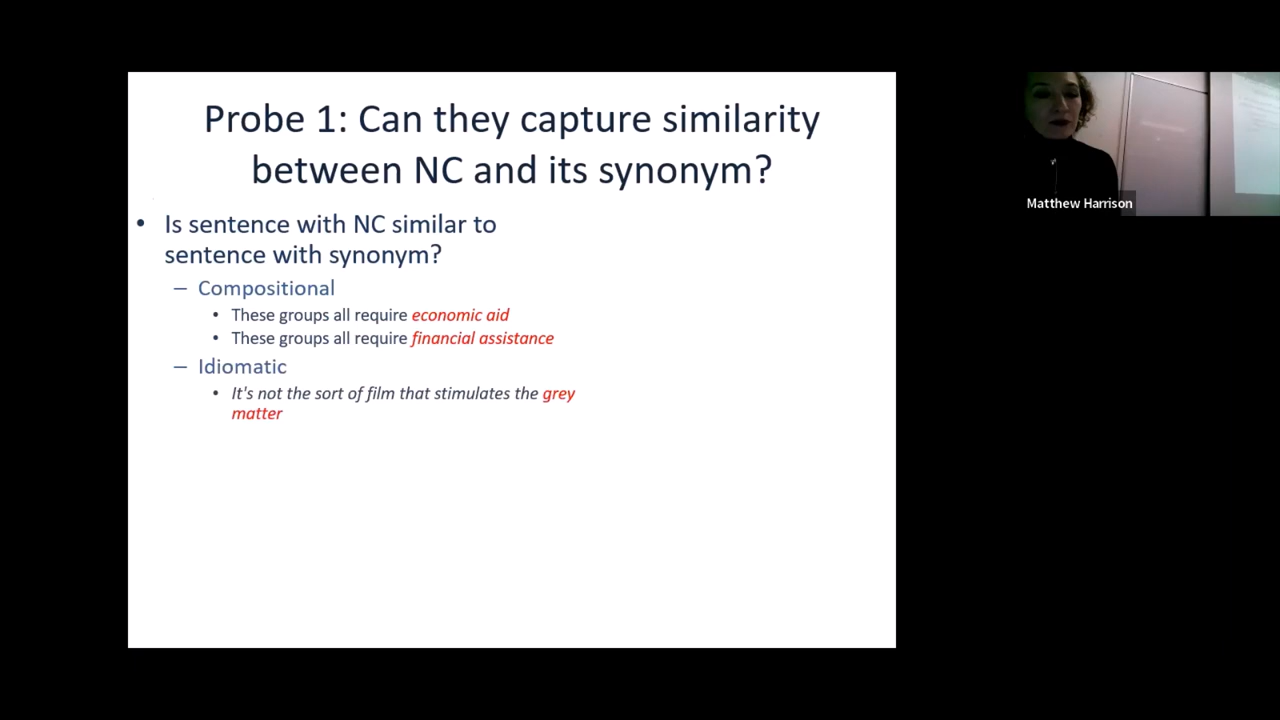 Probe 1: Can they capture similarity
between NC and its synonym?
• Is sentence with NC similar to
sentence with synonym?
– Compositional
• These groups all require economic aid
• These groups all require financial assistance
– Idiomatic
• It's not the sort of film that stimulates the grey
matter
Matthew Harrison